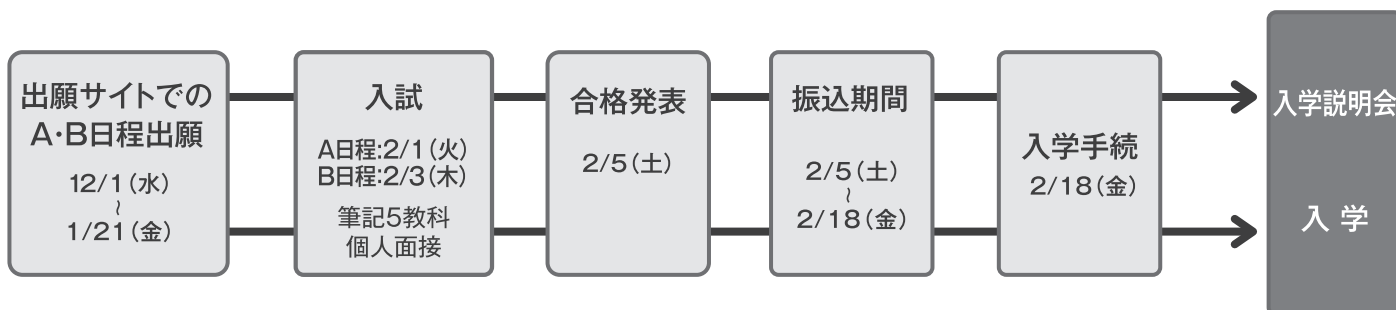 出願サイトでの
A・B日程出願
12/1（水）
～
1/21（金）
入試
A日程:2/1（火）
B日程:2/3（木）
筆記5教科
個人面接
合格発表
2/5（土）
振込期間
2/5（土）
～
2/18（金）
入学手続
2/18（金）
入学説明会
入 学